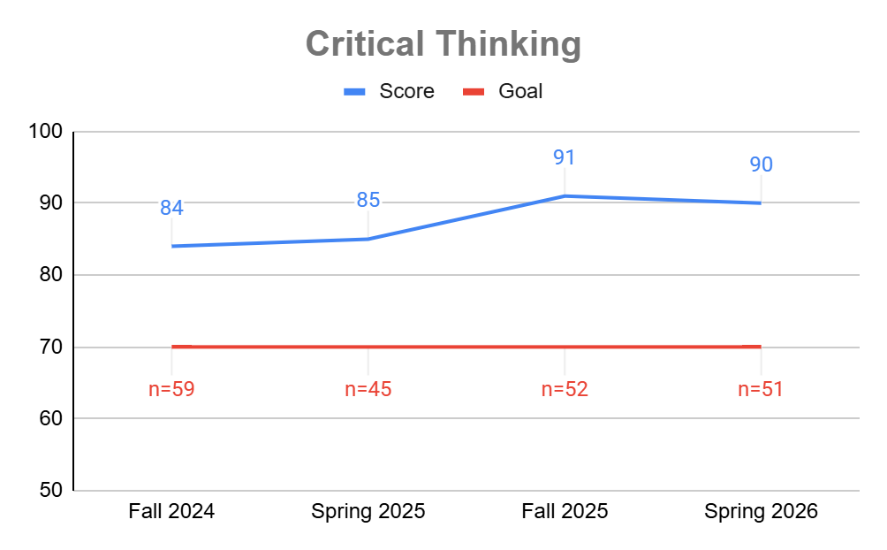 Critical Thinking
Score Goal
100
90
80
70
60
50
84
85
91
90
n=59
n=45
n=52
n=51
Fall 2024
Spring 2025
Fall 2025
Spring 2026